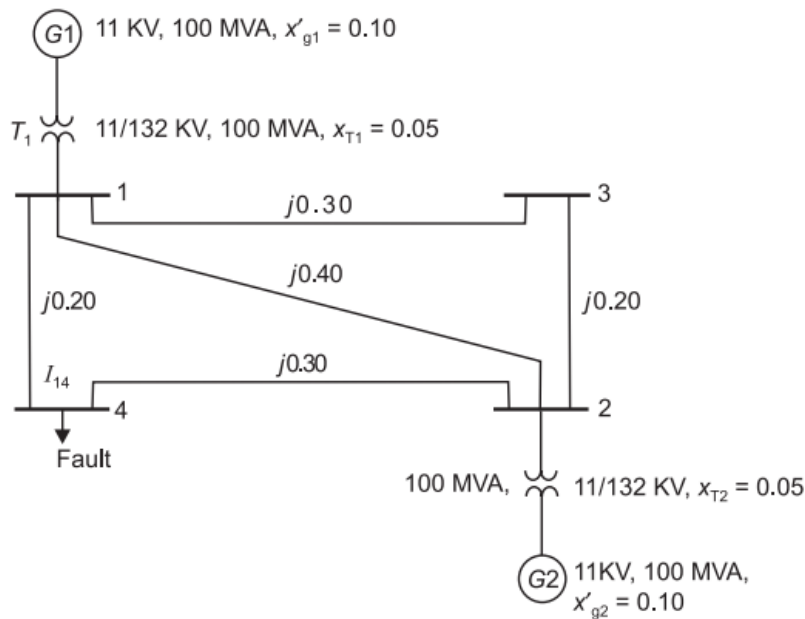 G1 11 KV, 100 MVA, x'g1 = 0.10
T1 11/132 KV, 100 MVA, xT1 = 0.05
1
3
j0.30
j0.40
j0.20
j0.20
j0.30
I14
4
2
Fault
100 MVA, 11/132 KV, xT2 = 0.05
G2 11KV, 100 MVA,
x'g2 = 0.10